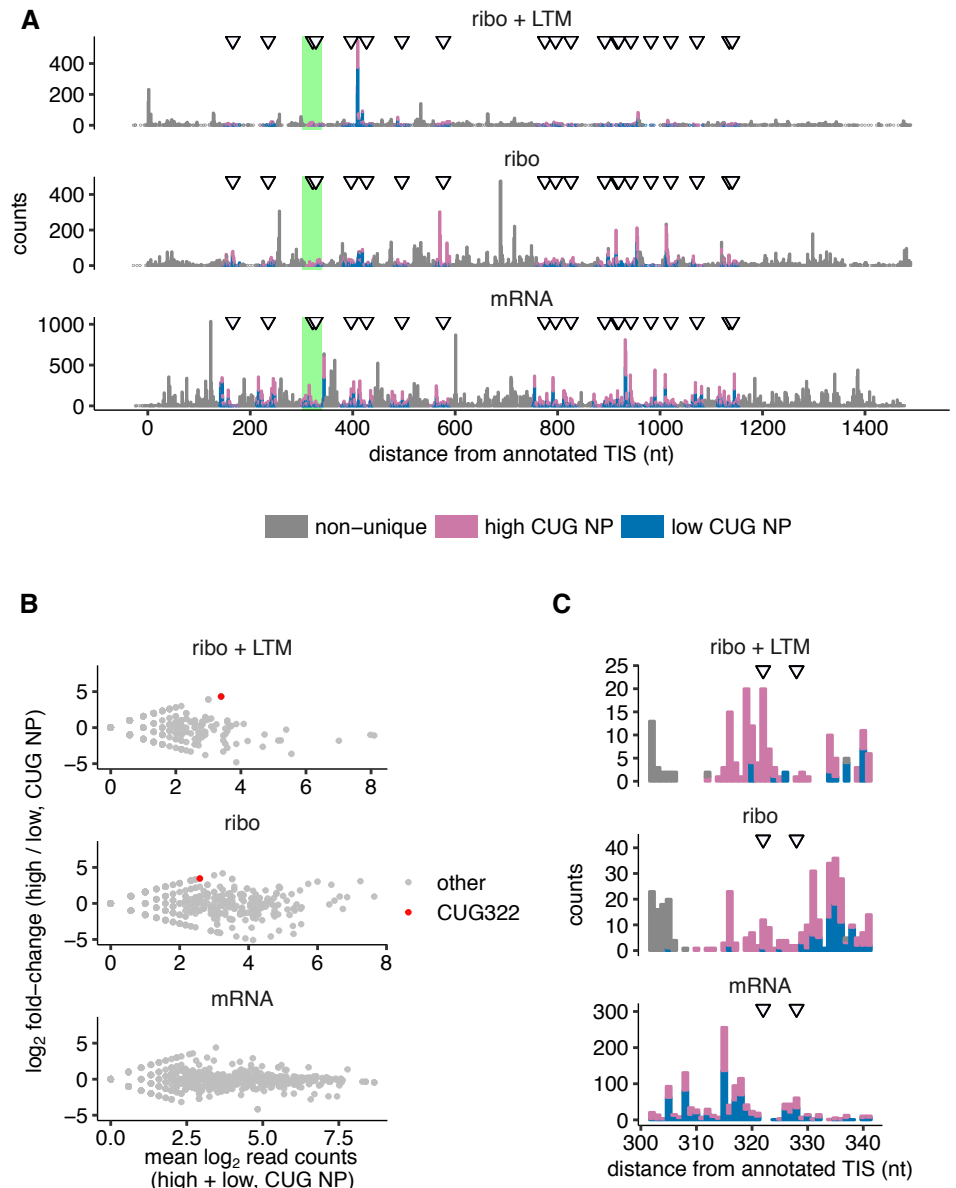 A
ribo + LTM
400
200
0
ribo
400
200
0
counts
mRNA
1000
500
0
0 200 400 600 800 1000 1200 1400
distance from annotated TIS (nt)
non−unique high CUG NP low CUG NP
B
ribo + LTM
5
0
−5
0 2 4 6 8
ribo
5
0
−5
0 2 4 6 8
other
CUG322
mRNA
5
0
−5
0.0 2.5 5.0 7.5
log2 fold−change (high / low, CUG NP)
mean log2 read counts
(high + low, CUG NP)
C
ribo + LTM
25
20
15
10
5
0
ribo
40
30
20
10
0
counts
mRNA
300
200
100
0
300 310 320 330 340
distance from annotated TIS (nt)